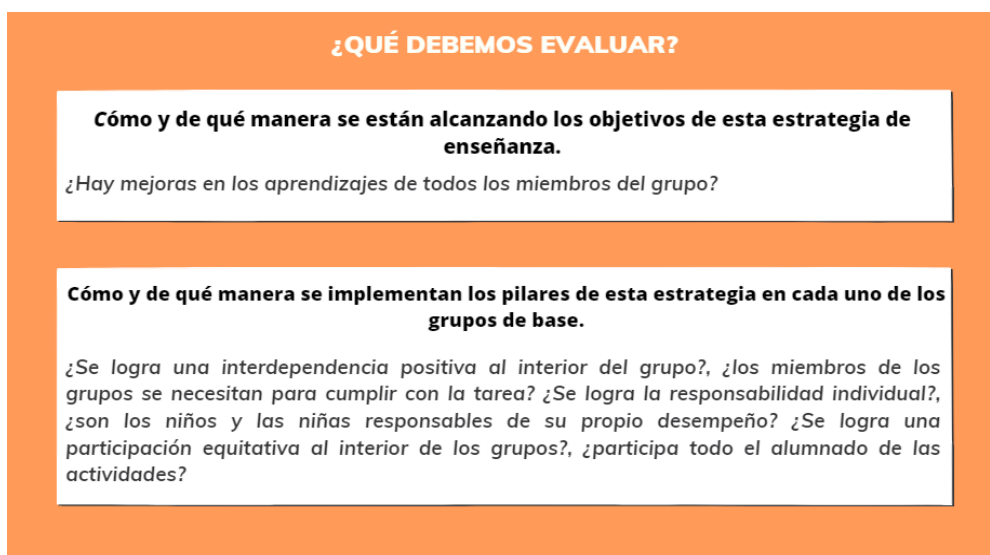 ¿QUÉ DEBEMOS EVALUAR?
Cómo y de qué manera se están alcanzando los objetivos de esta estrategia de
enseñanza.
¿Hay mejoras en los aprendizajes de todos los miembros del grupo?
Cómo y de qué manera se implementan los pilares de esta estrategia en cada uno de los
grupos de base.
¿Se logra una interdependencia positiva al interior del grupo?, ¿los miembros de los
grupos se necesitan para cumplir con la tarea? ¿Se logra la responsabilidad individual?,
¿son los niños y las niñas responsables de su propio desempeño? ¿Se logra una
participación equitativa al interior de los grupos?, ¿participa todo el alumnado de las
actividades?